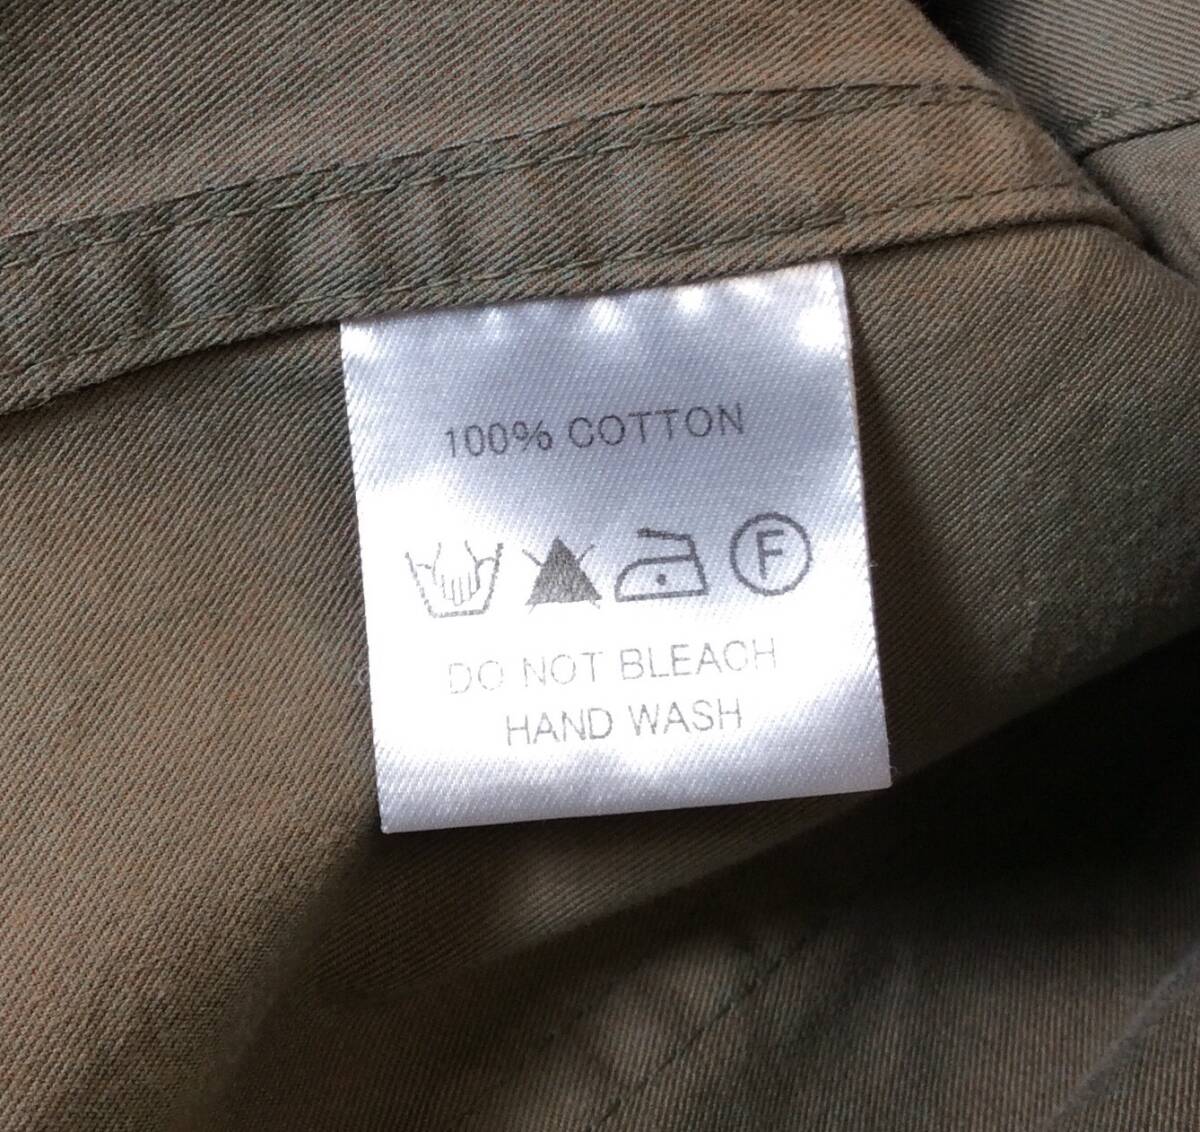 100% COTTON
F
DO NOT BLEACH
HAND WASH